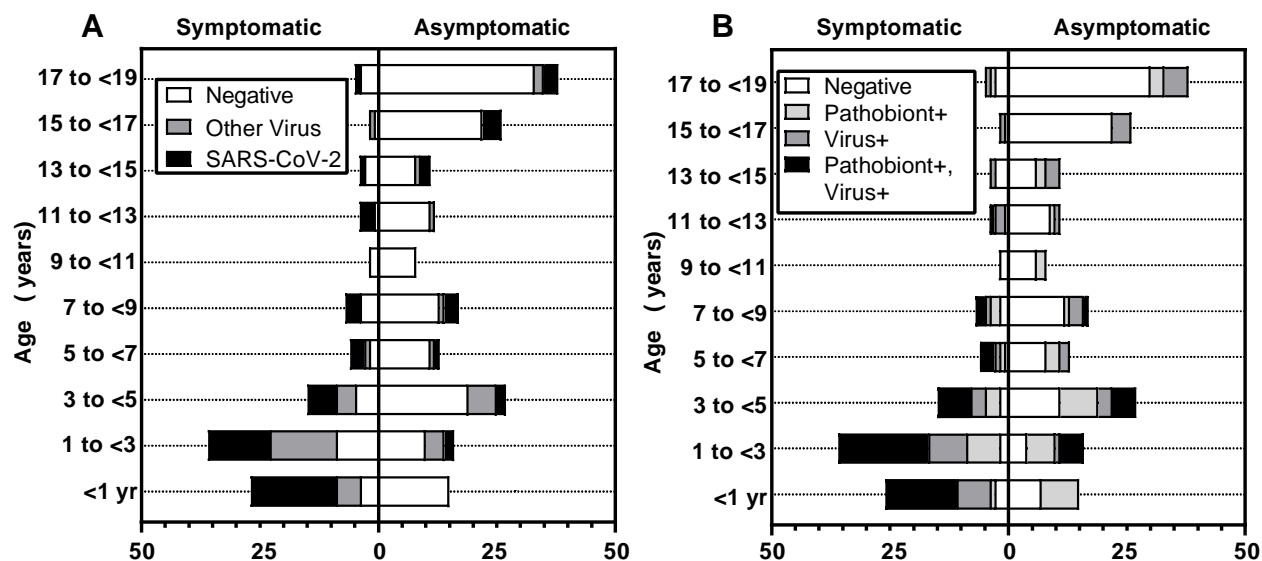 A
Symptomatic
Asymptomatic
Negative
Other Virus
SARS-CoV-2
Age ( years)
17 to <19
15 to <17
13 to <15
11 to <13
9 to <11
7 to <9
5 to <7
3 to <5
1 to <3
<1 yr
50 25 0 25 50
B
Symptomatic
Asymptomatic
Negative
Pathobiont+
Virus+
Pathobiont+,
Virus+
Age ( years)
17 to <19
15 to <17
13 to <15
11 to <13
9 to <11
7 to <9
5 to <7
3 to <5
1 to <3
<1 yr
50 25 0 25 50